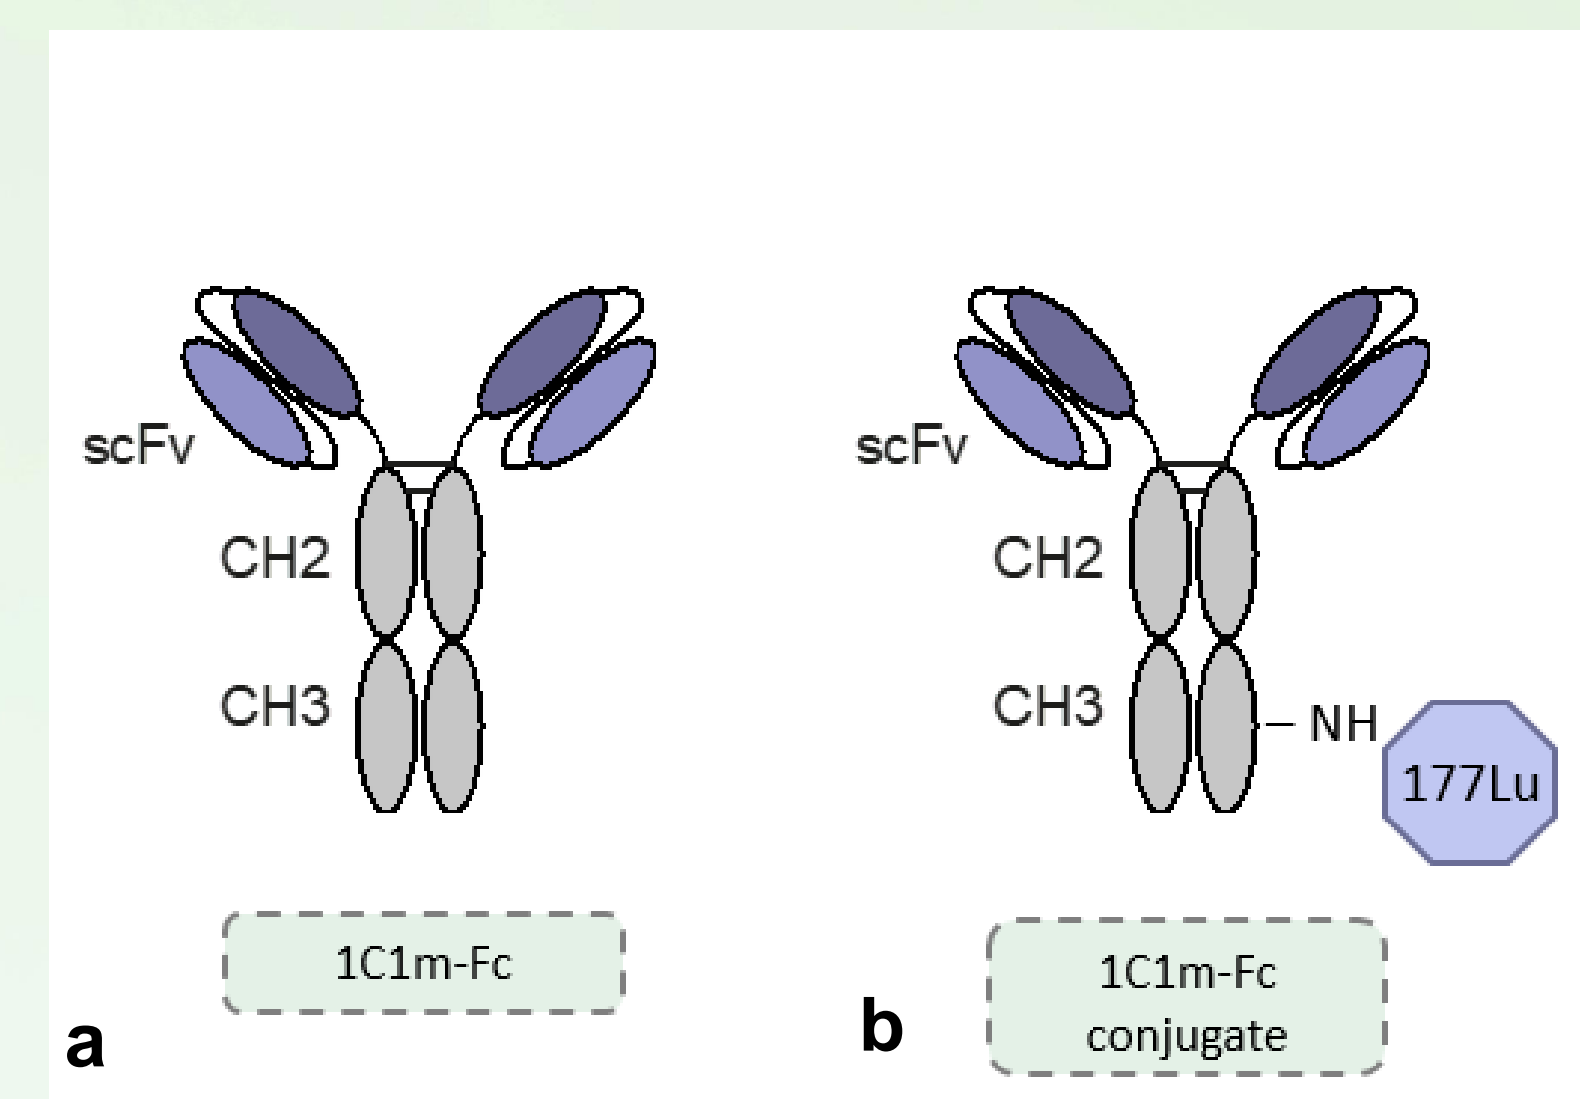 scFv
CH2
CH3
1C1m-Fc
a
scFv
CH2
CH3
– NH
177Lu
1C1m-Fc
conjugate
b